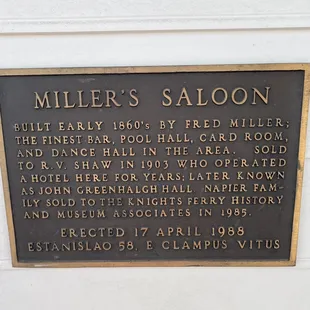 MILLER'S SALOON
BUILT EARLY 1860'S BY FRED MILLER;
THE FINEST BAR, POOL HALL, CARD ROOM,
AND DANCE HALL IN THE AREA. SOLD
TO R.V. SHAW IN 1903 WHO OPERATED
A HOTEL HERE FOR YEARS; LATER KNOWN
AS JOHN GREENHALGH HALL NAPIER FAM-
ILY SOLD TO THE KNIGHTS FERRY HISTORY
AND MUSEUM ASSOCIATES IN 1985.
ERECTED 17 APRIL 1988
ESTANISLAO 58, E CLAMPUS VITUS